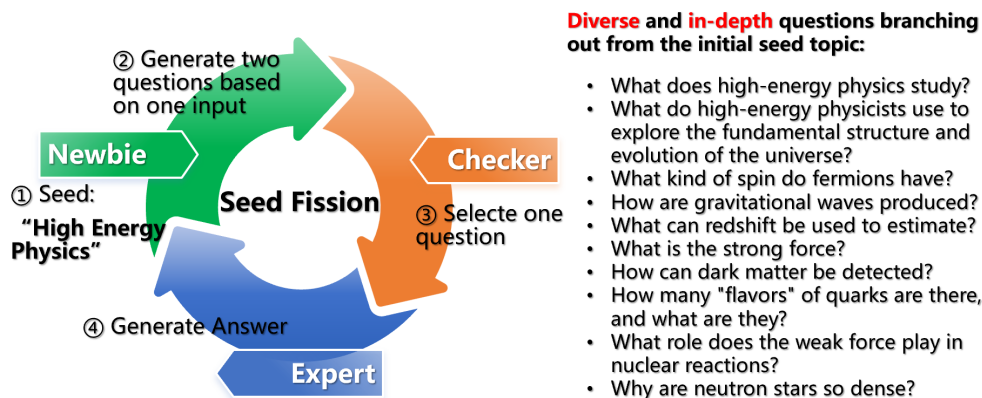 ② Generate two
questions based
on one input
Newbie
Checker
① Seed:
“High Energy
Physics”
Seed Fission
③ Selecte one
question
④ Generate Answer
Expert
Diverse and in-depth questions branching
out from the initial seed topic:
• What does high-energy physics study?
• What do high-energy physicists use to
explore the fundamental structure and
evolution of the universe?
• What kind of spin do fermions have?
• How are gravitational waves produced?
• What can redshift be used to estimate?
• What is the strong force?
• How can dark matter be detected?
• How many "flavors" of quarks are there,
and what are they?
• What role does the weak force play in
nuclear reactions?
• Why are neutron stars so dense?